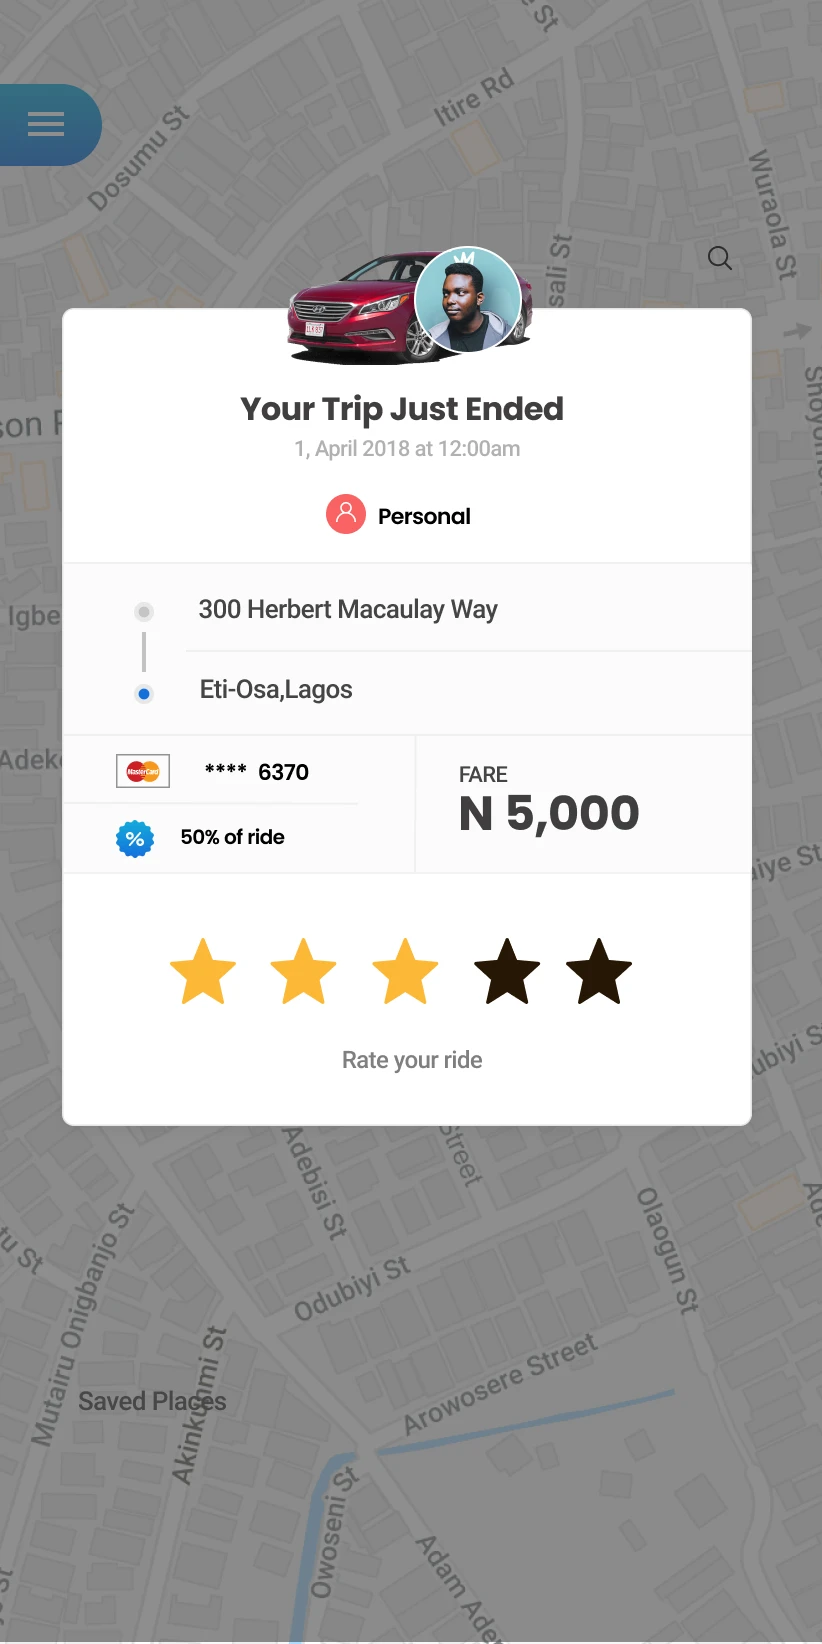 e St
Itire Rd
Dosumu St
Wuraola St
sali St
son
Your Trip Just Ended
1, April 2018 at 12:00am
Personal
300 Herbert Macaulay Way
Igbe
Eti-Osa,Lagos
Adek
MasterCard
**** 6370
FARE
N 5,000
%
50% of ride
aiye St
ubiyi S
Rate your ride
Adebisi St
Street
Olaogun St
tu St
Mutairu Onigbanjo St
Odubiyi St
Akinkunmi St
Arowosere Street
Saved Places
Owoseni St
Adam Ade